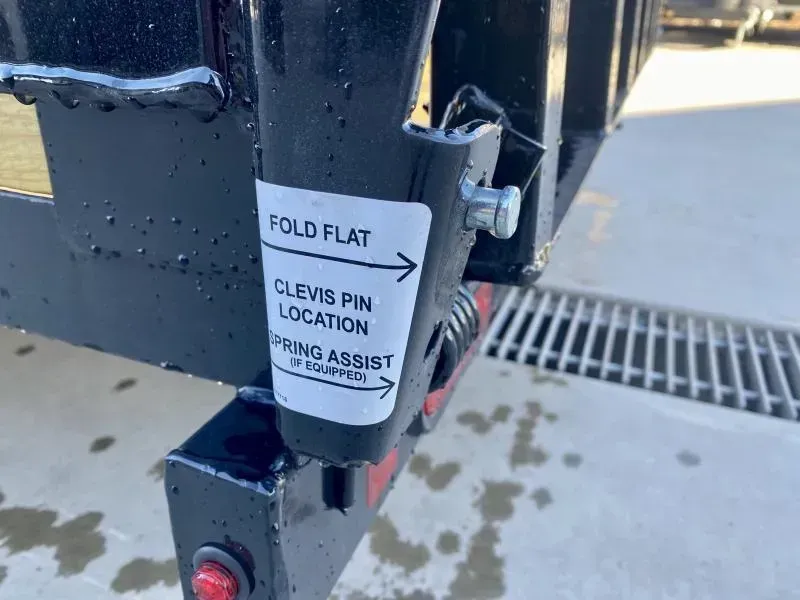 FOLD FLAT
CLEVIS PIN
LOCATION
SPRING ASSIST
(IF EQUIPPED)